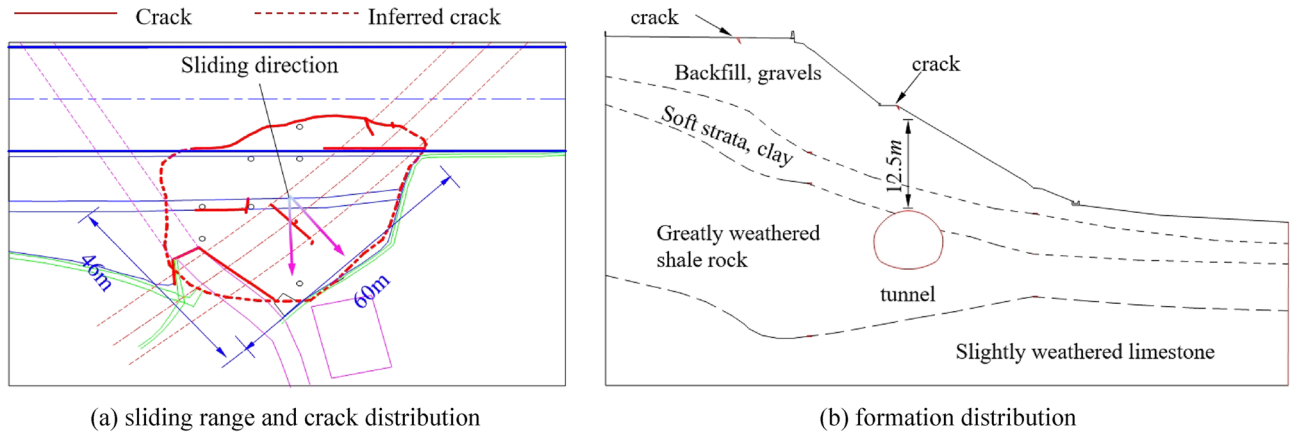 Crack
Inferred crack
Sliding direction
46m
60m
(a) sliding range and crack distribution
crack
crack
Backfill, gravels
Soft strata, clay
12.5m
Greatly weathered
shale rock
tunnel
Slightly weathered limestone
(b) formation distribution